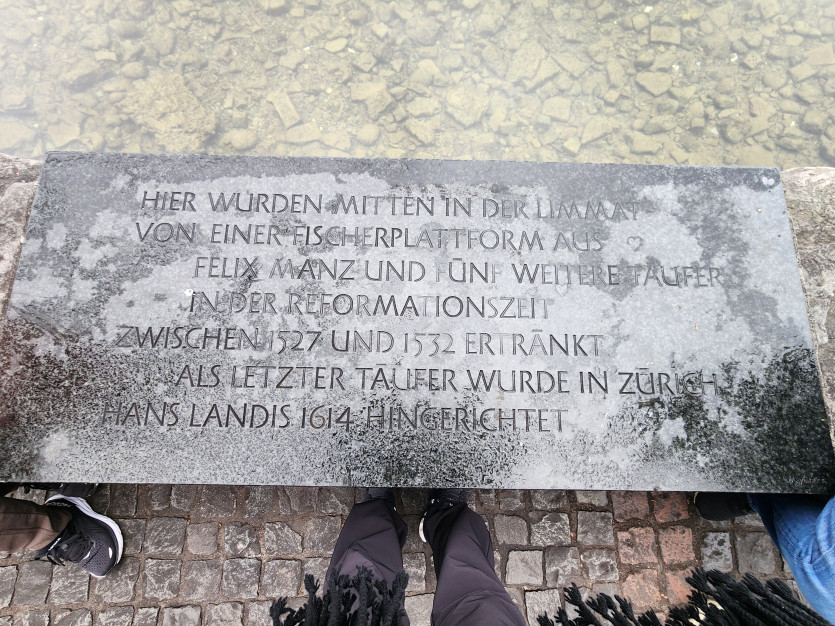 HIER WURDEN MITTEN IN DER LIMMAT
VON EINER FISCHERPLATTFORM AUS
FELIX MANZ UND FÜNF WEITERE TÄUFER
IN DER REFORMATIONSZEIT
ZWISCHEN 1527 UND 1532 ERTRÄNKT
ALS LETZTER TÄUFER WURDE IN ZÜRICH
HANS LANDIS 1614 HINGERICHTET